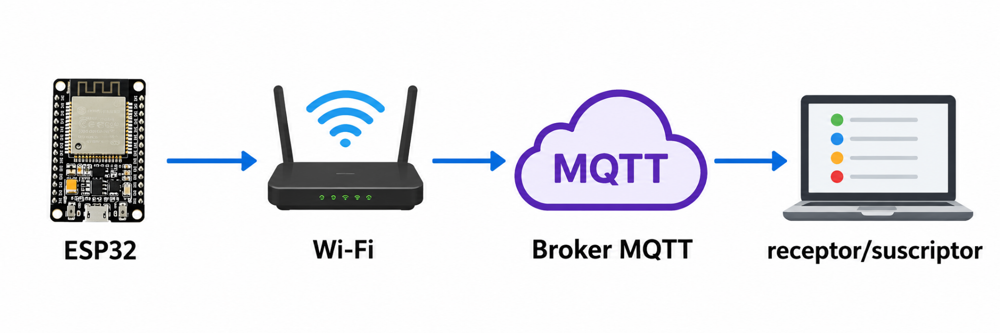 MQTT
ESP32
Wi-Fi
Broker MQTT
receptor/suscriptor